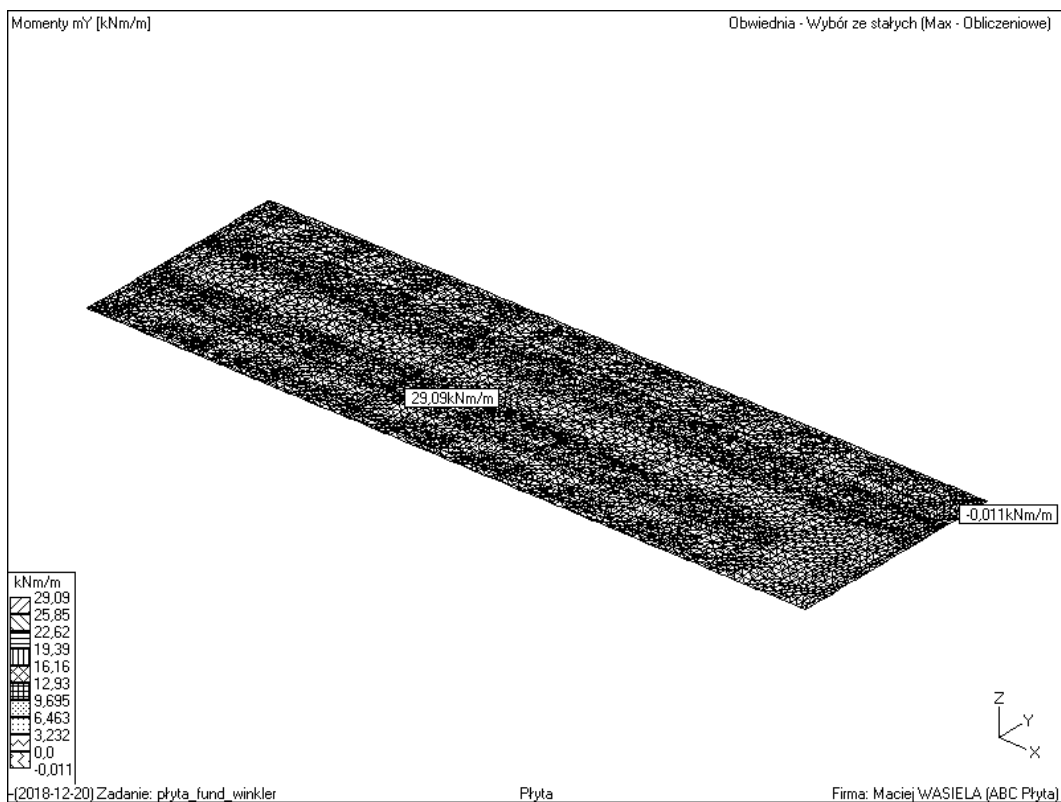 Momenty mY [kNm/m]
Obwiednia - Wybór ze stałych (Max - Obliczeniowe)
29,09kNm/m
-0,011kNm/m
kNm/m
29,09
25,85
22,62
19,39
16,16
12,93
9,695
6,463
3,232
0,0
-0,011
Z
Y
X
-(2018-12-20) Zadanie: płyta_fund_winkler
Płyta
Firma: Maciej WASIELA (ABC Płyta)